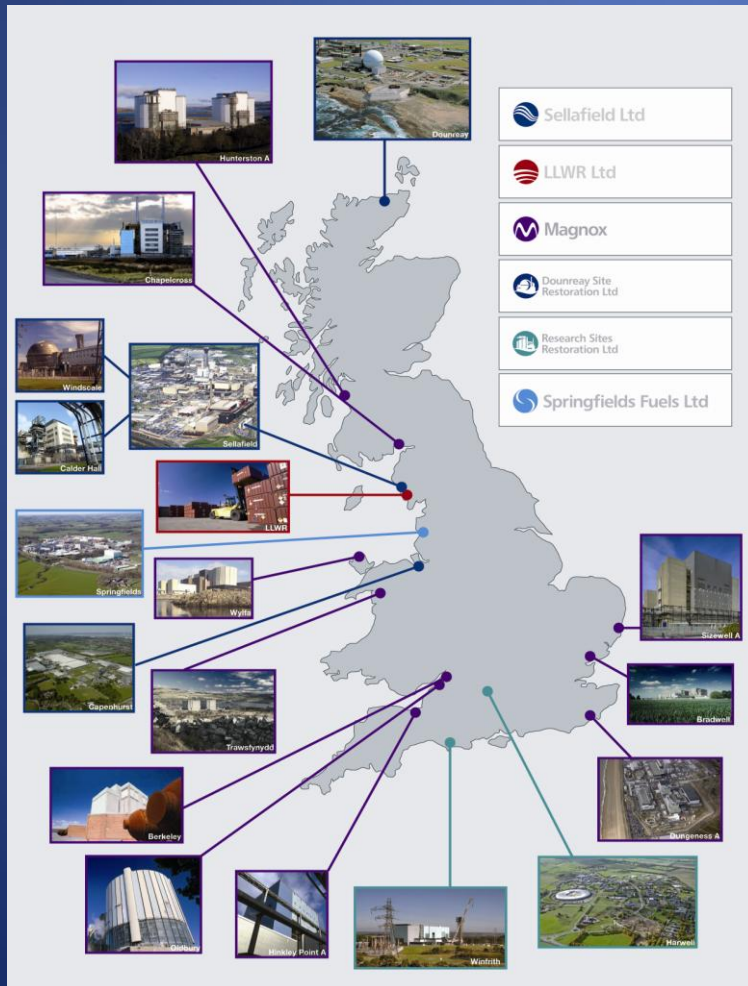 Dounreay
Hunterston A
Sellafield Ltd
LLWR Ltd
Magnox
Dounreay Site
Restoration Ltd
Research Sites
Restoration Ltd
Springfields Fuels Ltd
Chapelcross
Windscale
Calder Hall
Sellafield
LLWR
Springfields
Wylfa
Sizewell A
Capenhurst
Trawsfynydd
Bradwell
Berkeley
Dungeness A
Oldbury
Hinkley Point A
Winfrith
Harwell